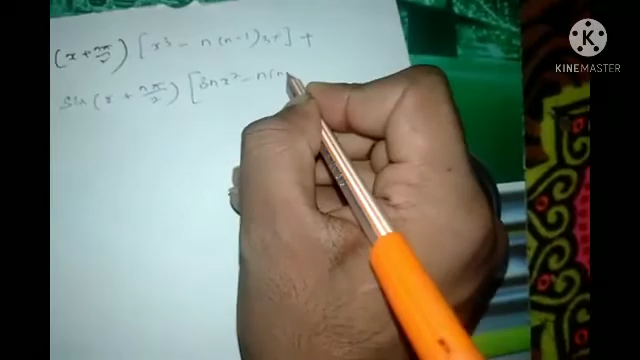 (x + nπ/2) [x³ - n(n-1)3x] +
Sin (x + nπ/2) [3nx² - n(n
KINEMASTER